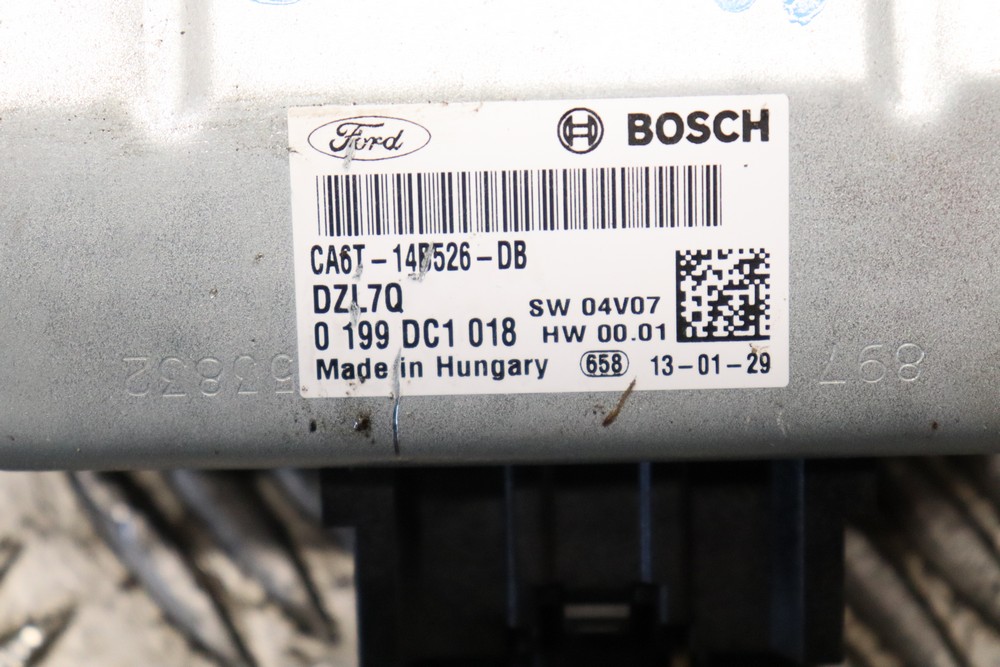 Ford BOSCH
CA6T-14B526-DB
DZL7Q
SW 04V07
0 199 DC1 018 HW 00.01
Made in Hungary 658 13-01-29